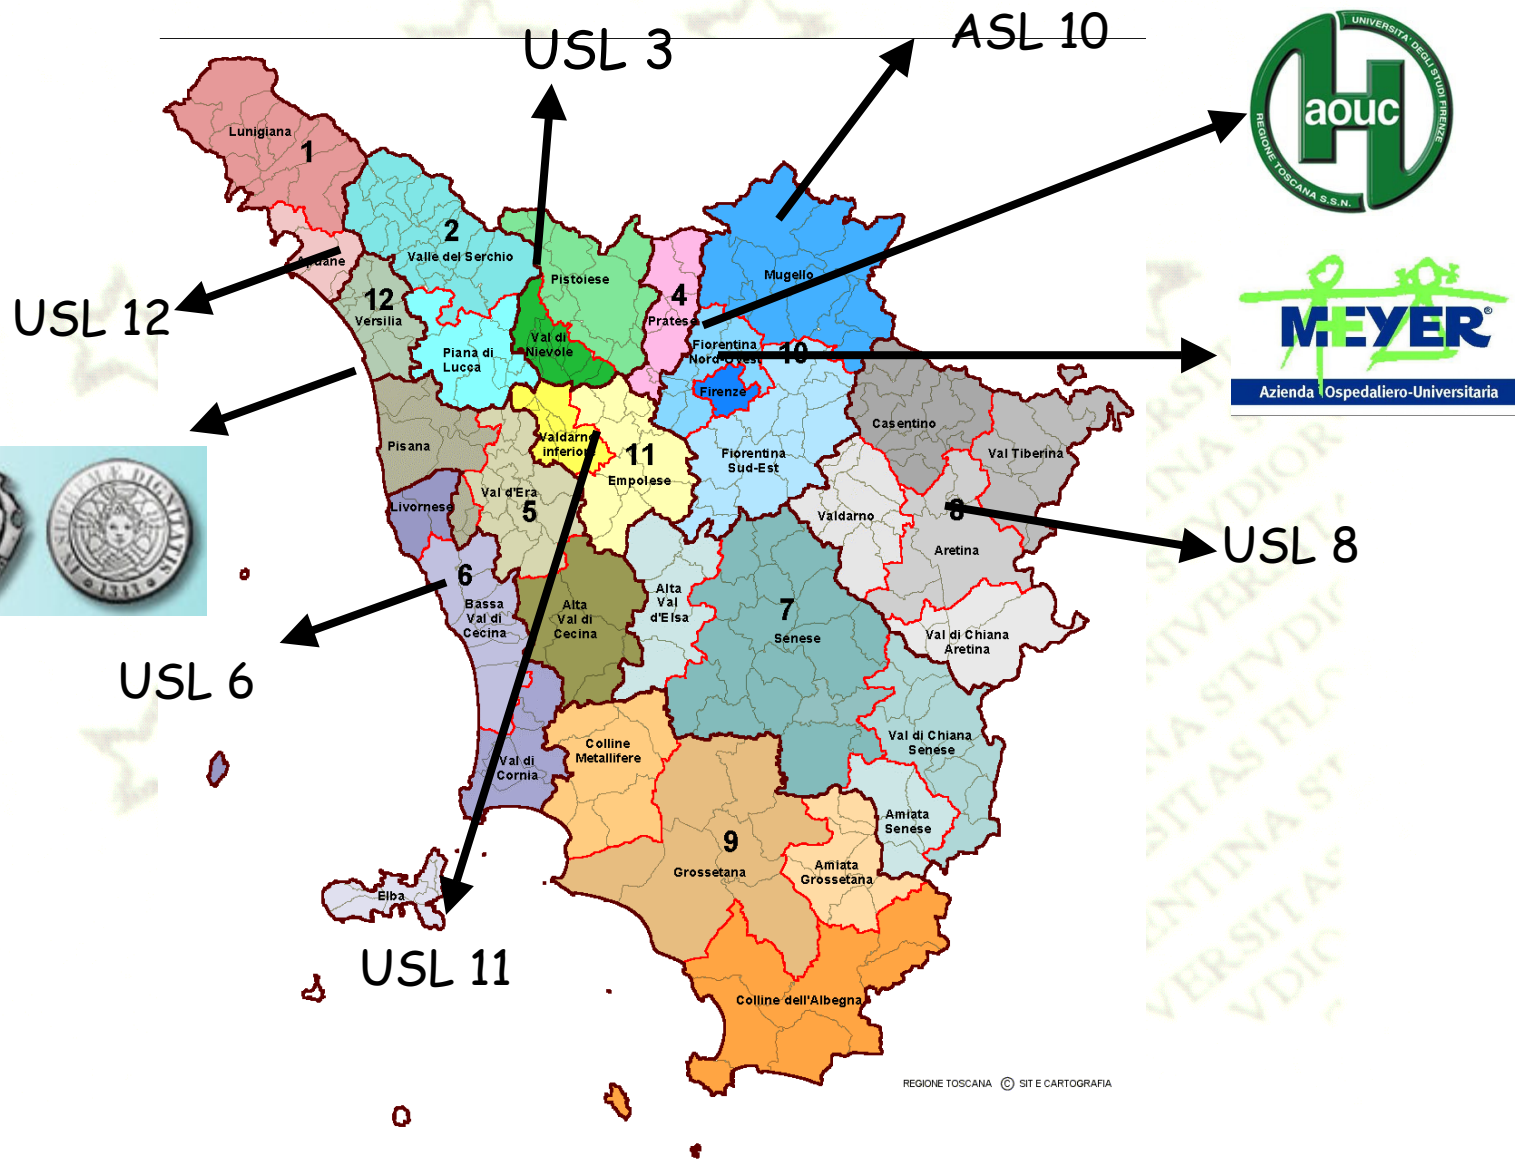 USL 3
ASL 10
UNIVERSITA' DEGLI STUDI FIRENZE
aouc
REGIONE TOSCANA S.S.N.
Lunigiana
1
2
Valle del Serchio
Pistoiese
Mugello
4
Pratese
12
Versilia
USL 12
Val di
Nievole
Piana di
Lucca
Fiorentina
Nord-Ovest
10
Firenze
MEYER®
Azienda Ospedaliero-Universitaria
Casentino
Val Tiberina
Pisana
Valdarno
inferiore
11
Empolese
Fiorentina
Sud-Est
Val d'Era
5
Livornese
Valdarno
8
Aretina
USL 8
IN SUPREMÆ DIGNITATIS
1343
6
Bassa
Val di
Cecina
Alta
Val di
Cecina
Alta
Val
d'Elsa
7
Senese
Val di Chiana
Aretina
USL 6
Colline
Metallifere
Val di Chiana
Senese
Val di
Cornia
Amiata
Senese
9
Grossetana
Amiata
Grossetana
Elba
USL 11
Colline dell'Albegna
REGIONE TOSCANA © SIT E CARTOGRAFIA